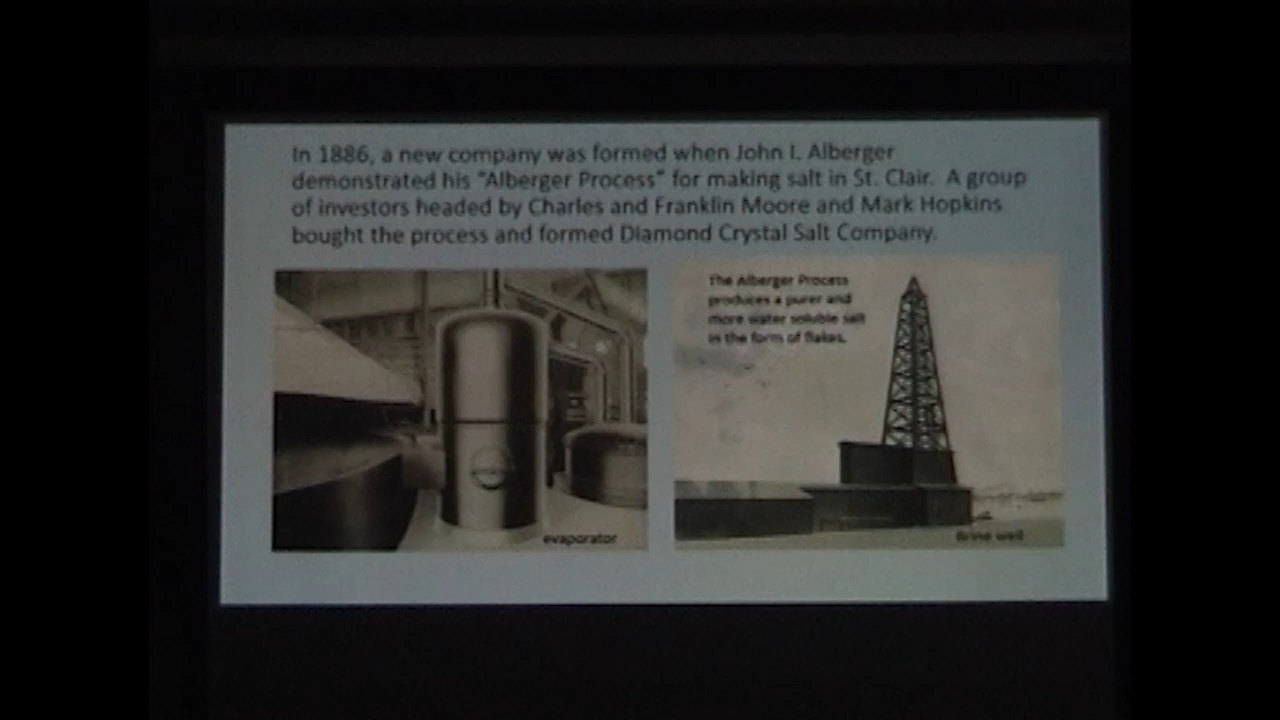 In 1886, a new company was formed when John L. Alberger
demonstrated his "Alberger Process" for making salt in St. Clair. A group
of investors headed by Charles and Franklin Moore and Mark Hopkins
bought the process and formed Diamond Crystal Salt Company.
The Alberger Process
produces a purer and
more water soluble salt
in the form of flakes.
evaporator
Brine well